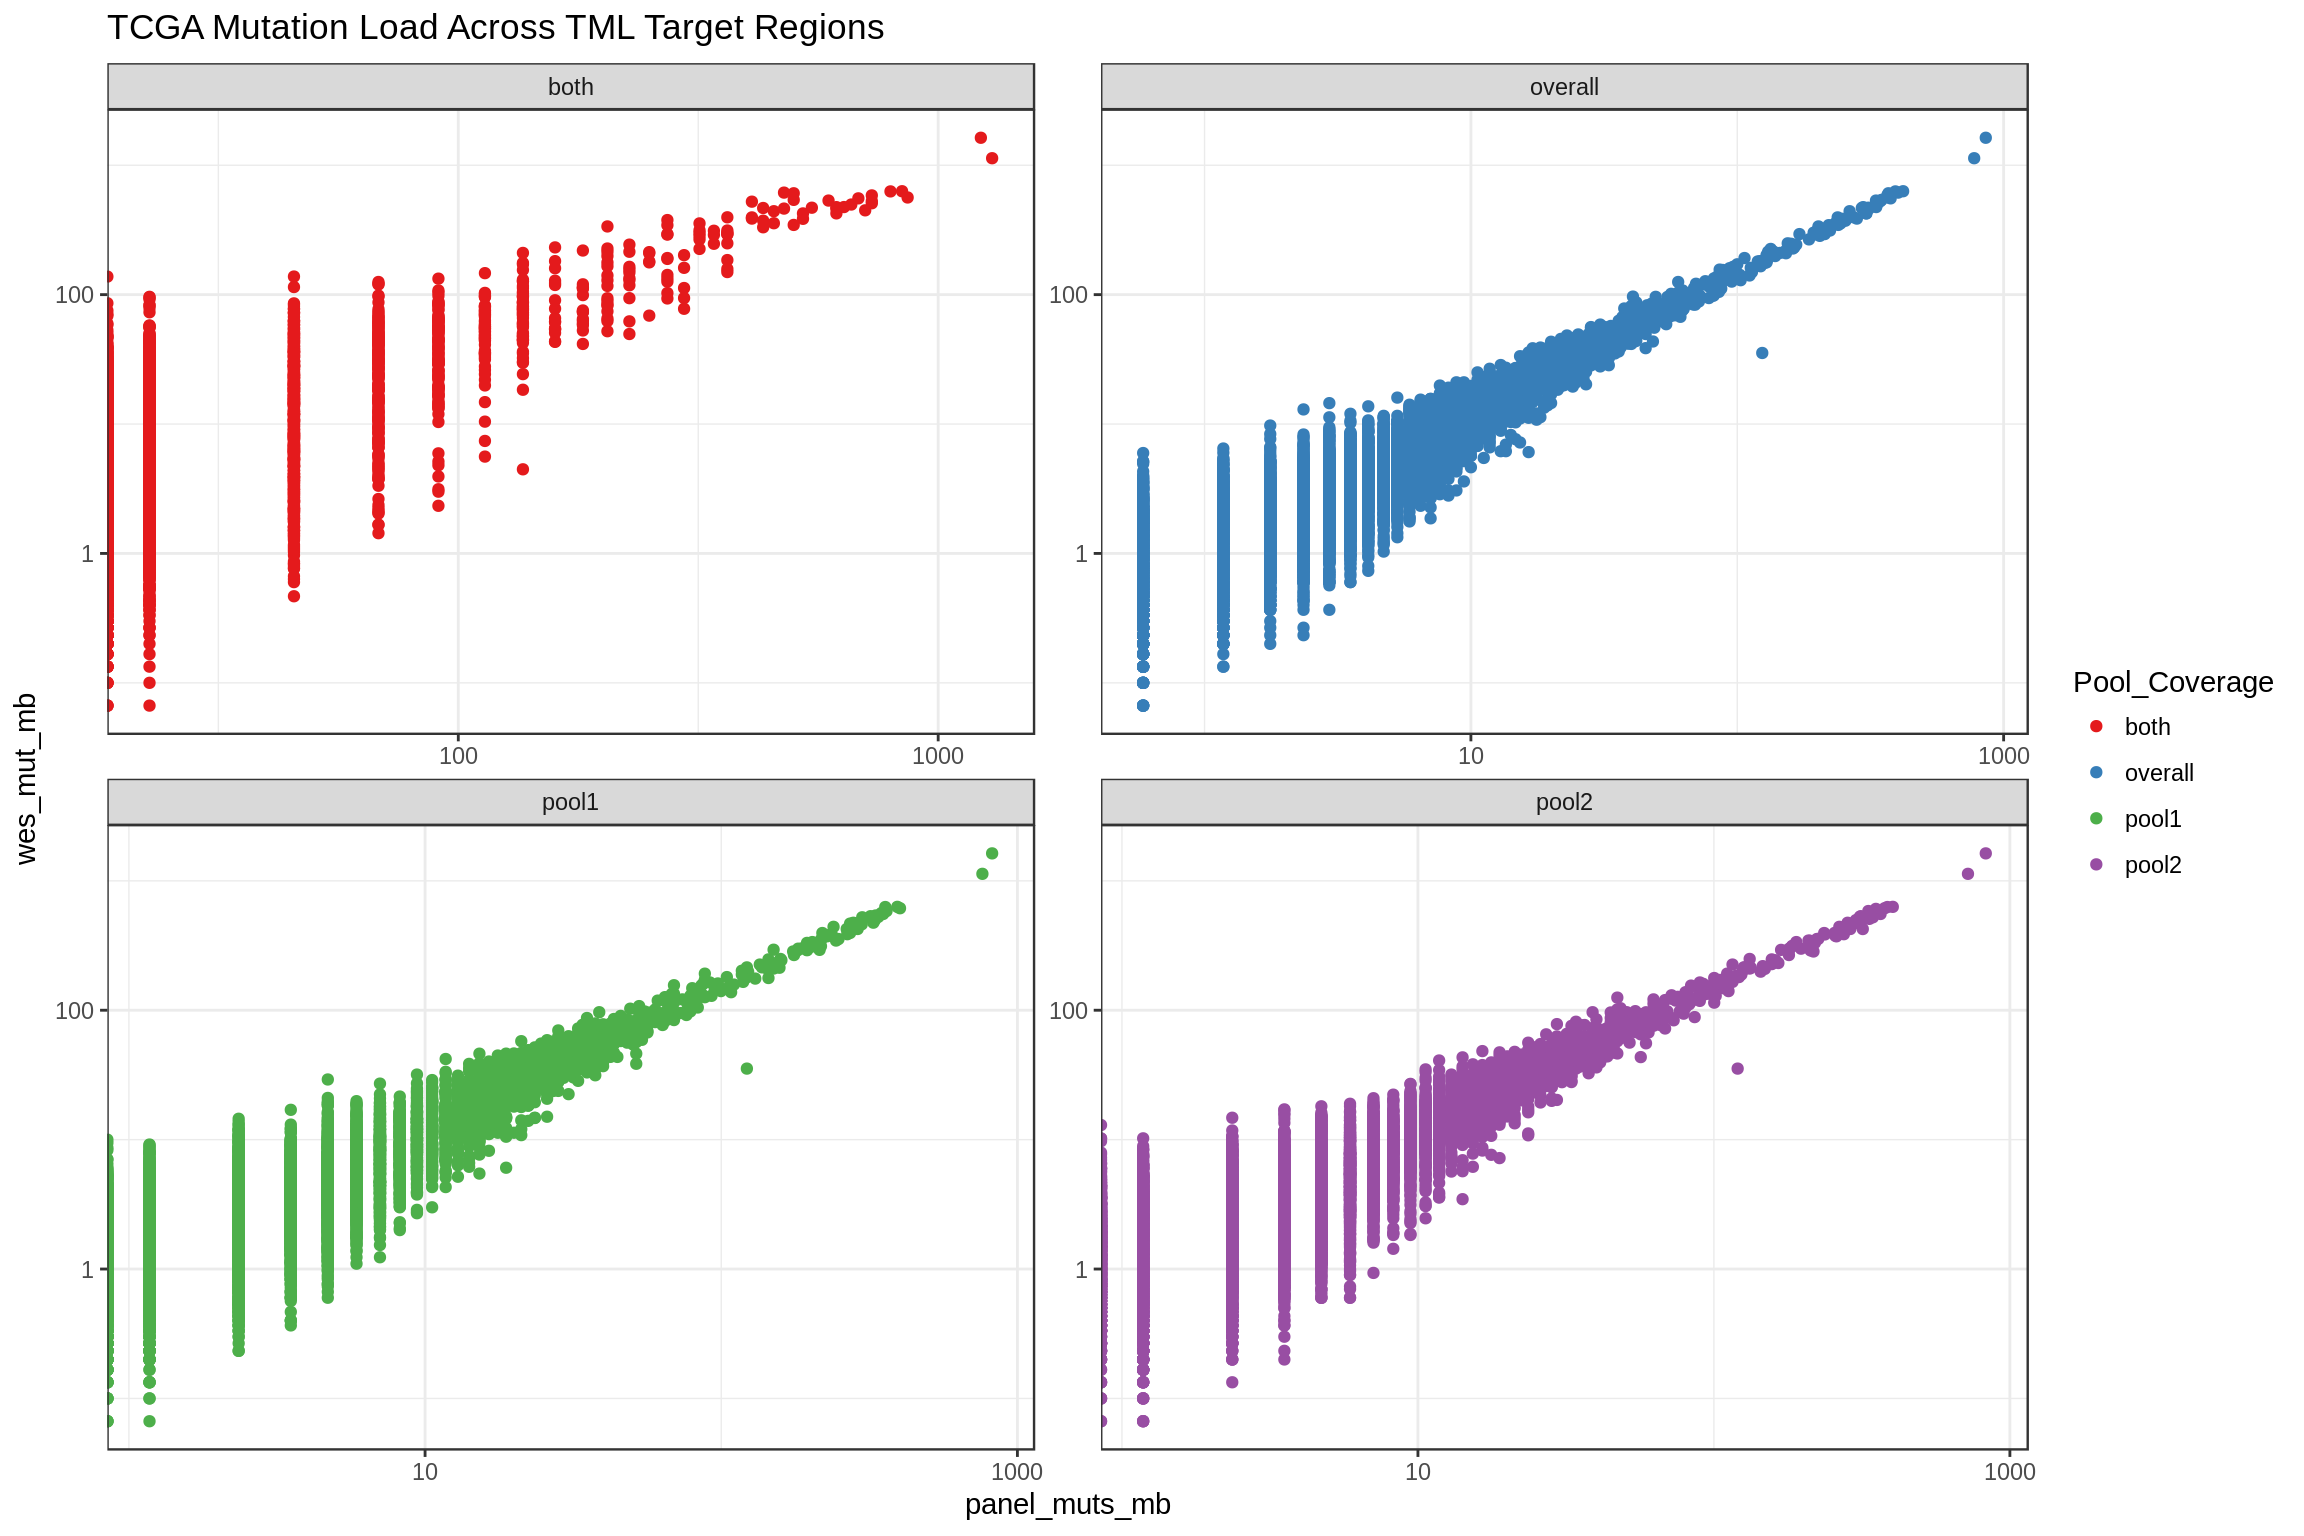 TCGA Mutation Load Across TML Target Regions
both
overall
100
1
100
1
100
1000
10
1000
pool1
pool2
100
1
100
1
10
1000
10
1000
wes_mut_mb
panel_muts_mb
Pool_Coverage
both
overall
pool1
pool2